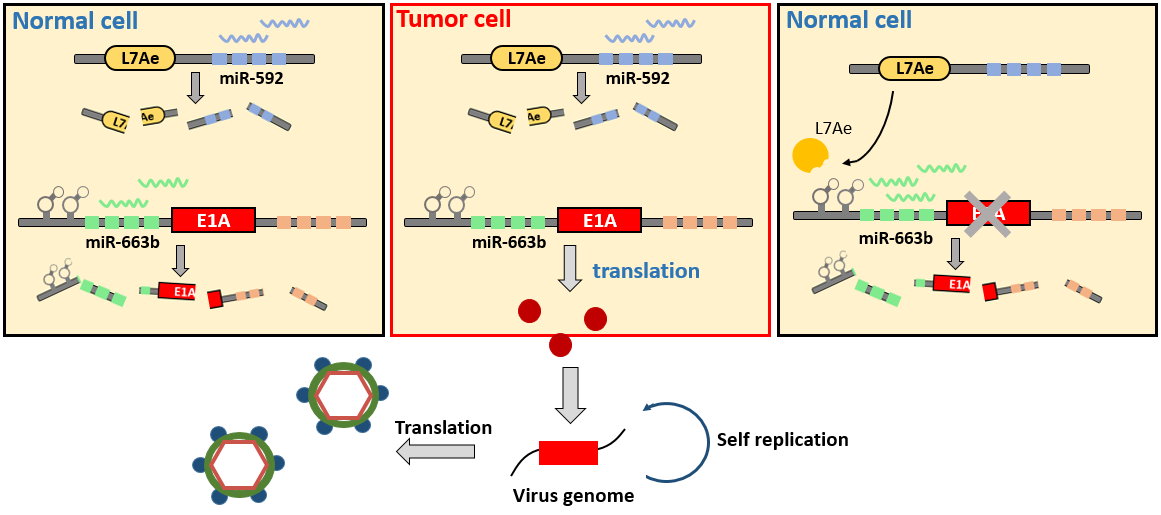 Normal cell
L7Ae
miR-592
L7
Ae
miR-663b
E1A
E1A
Tumor cell
L7Ae
miR-592
L7
Ae
miR-663b
E1A
translation
Normal cell
L7Ae
L7Ae
miR-663b
E1A
E1A
Translation
Virus genome
Self replication